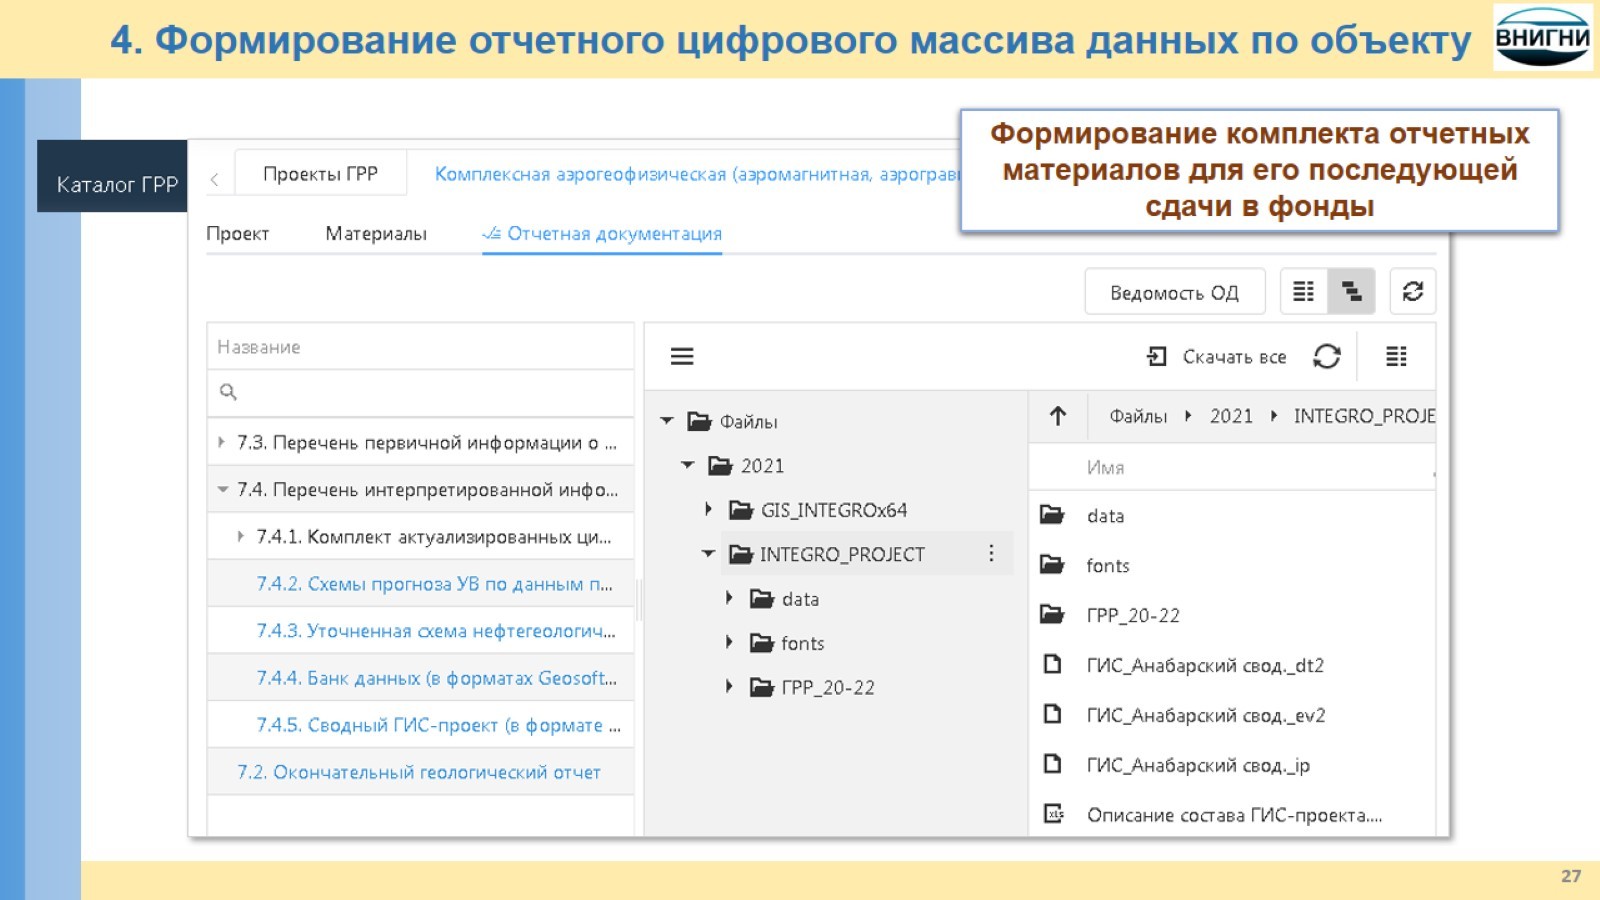 4. Формирование отчетного цифрового массива данных по объекту
ВНИГНИ
Формирование комплекта отчетных
материалов для его последующей
сдачи в фонды
Каталог ГРР
Проекты ГРР
Комплексная аэрогеофизическая (аэромагнитная, аэрограви
Проект
Материалы
Отчетная документация
Ведомость ОД
Название
7.3. Перечень первичной информации о ...
7.4. Перечень интерпретированной инфо...
7.4.1. Комплект актуализированных ци...
7.4.2. Схемы прогноза УВ по данным п...
7.4.3. Уточненная схема нефтегеологич...
7.4.4. Банк данных (в форматах Geosoft...
7.4.5. Сводный ГИС-проект (в формате ...
7.2. Окончательный геологический отчет
Скачать все
Файлы
2021
GIS_INTEGROx64
INTEGRO_PROJECT
data
fonts
ГРР_20-22
Файлы
2021
INTEGRO_PROJE
Имя
data
fonts
ГРР_20-22
ГИС_Анабарский свод._dt2
ГИС_Анабарский свод._ev2
ГИС_Анабарский свод._ip
xls
Описание состава ГИС-проекта....
27